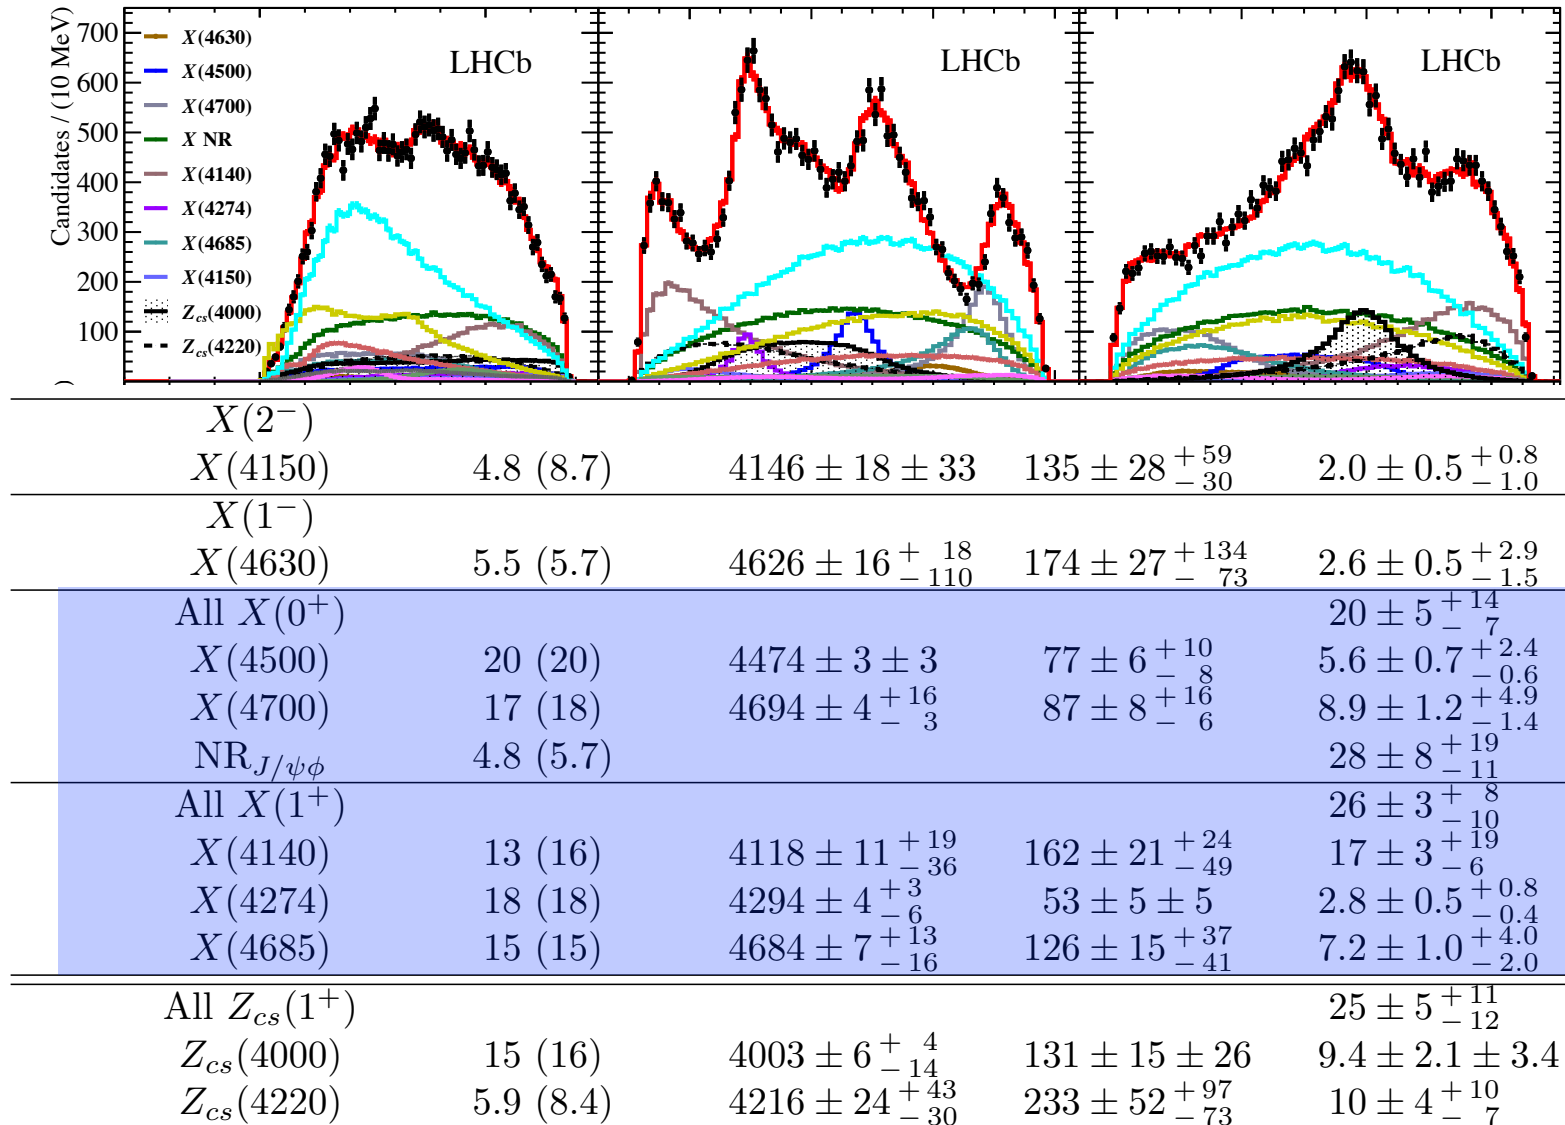 Candidates / (10 MeV)
700
600
500
400
300
200
100
)
X(4630)
X(4500)
X(4700)
X NR
X(4140)
X(4274)
X(4685)
X(4150)
Z_{cs}(4000)
Z_{cs}(4220)
LHCb
LHCb
LHCb
X(2^−)
X(4150) 4.8 (8.7) 4146 ± 18 ± 33 135 ± 28 ^{+59}_{−30} 2.0 ± 0.5 ^{+0.8}_{−1.0}
X(1^−)
X(4630) 5.5 (5.7) 4626 ± 16 ^{+18}_{−110} 174 ± 27 ^{+134}_{−73} 2.6 ± 0.5 ^{+2.9}_{−1.5}
All X(0^+) 20 ± 5 ^{+14}_{−7}
X(4500) 20 (20) 4474 ± 3 ± 3 77 ± 6 ^{+10}_{−8} 5.6 ± 0.7 ^{+2.4}_{−0.6}
X(4700) 17 (18) 4694 ± 4 ^{+16}_{−3} 87 ± 8 ^{+16}_{−6} 8.9 ± 1.2 ^{+4.9}_{−1.4}
NR_{J/ψφ} 4.8 (5.7) 28 ± 8 ^{+19}_{−11}
All X(1^+) 26 ± 3 ^{+8}_{−10}
X(4140) 13 (16) 4118 ± 11 ^{+19}_{−36} 162 ± 21 ^{+24}_{−49} 17 ± 3 ^{+19}_{−6}
X(4274) 18 (18) 4294 ± 4 ^{+3}_{−6} 53 ± 5 ± 5 2.8 ± 0.5 ^{+0.8}_{−0.4}
X(4685) 15 (15) 4684 ± 7 ^{+13}_{−16} 126 ± 15 ^{+37}_{−41} 7.2 ± 1.0 ^{+4.0}_{−2.0}
All Z_{cs}(1^+) 25 ± 5 ^{+11}_{−12}
Z_{cs}(4000) 15 (16) 4003 ± 6 ^{+4}_{−14} 131 ± 15 ± 26 9.4 ± 2.1 ± 3.4
Z_{cs}(4220) 5.9 (8.4) 4216 ± 24 ^{+43}_{−30} 233 ± 52 ^{+97}_{−73} 10 ± 4 ^{+10}_{−7}